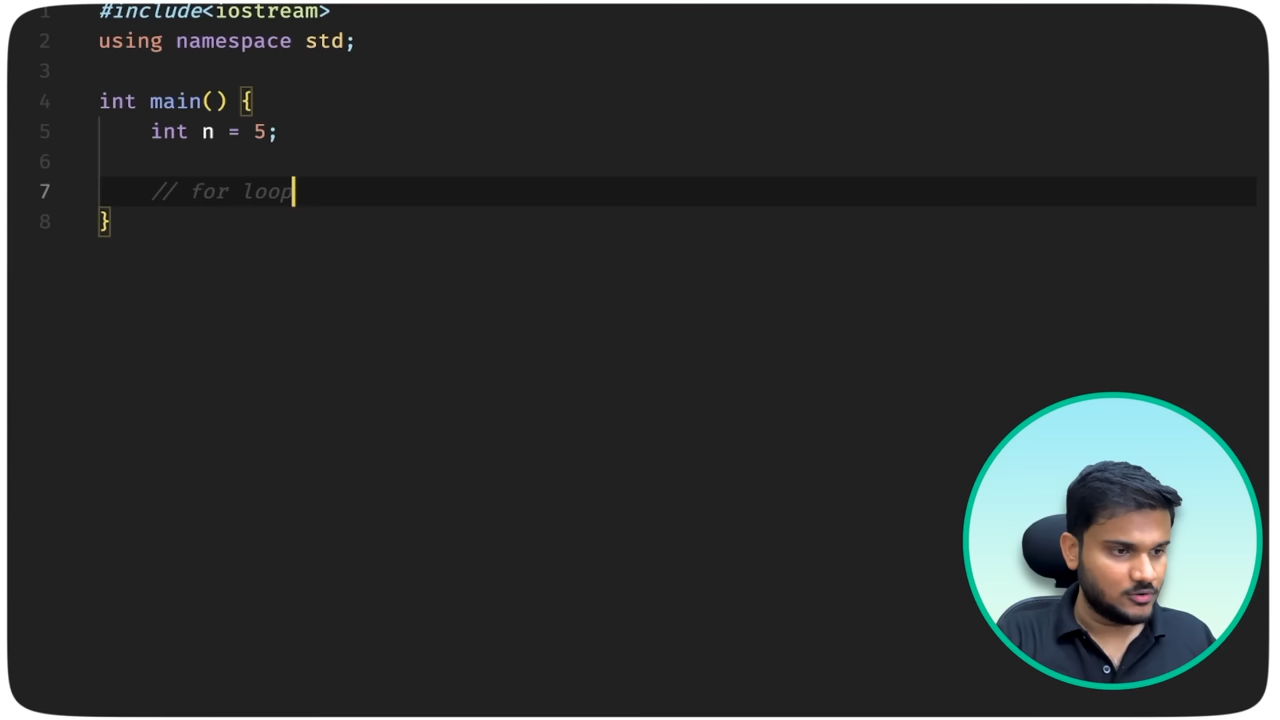 1 #include<iostream>
2 using namespace std;
3
4 int main() {
5 int n = 5;
6
7 // for loop
8 }